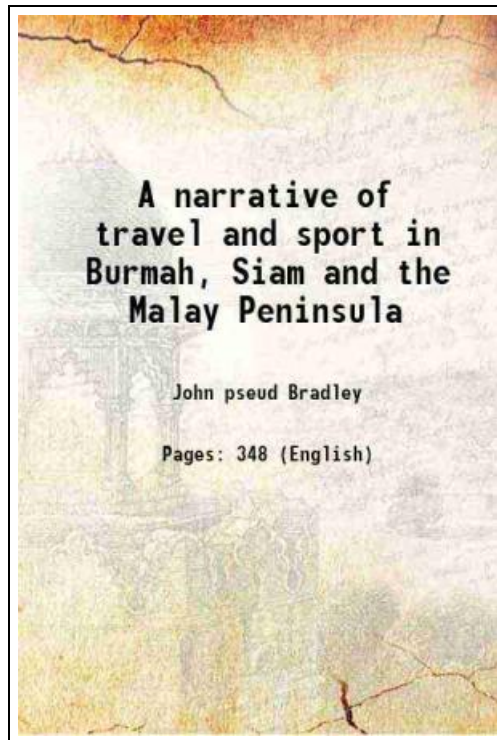 A narrative of
travel and sport in
Burmah, Siam and the
Malay Peninsula
John pseud Bradley
Pages: 348 (English)